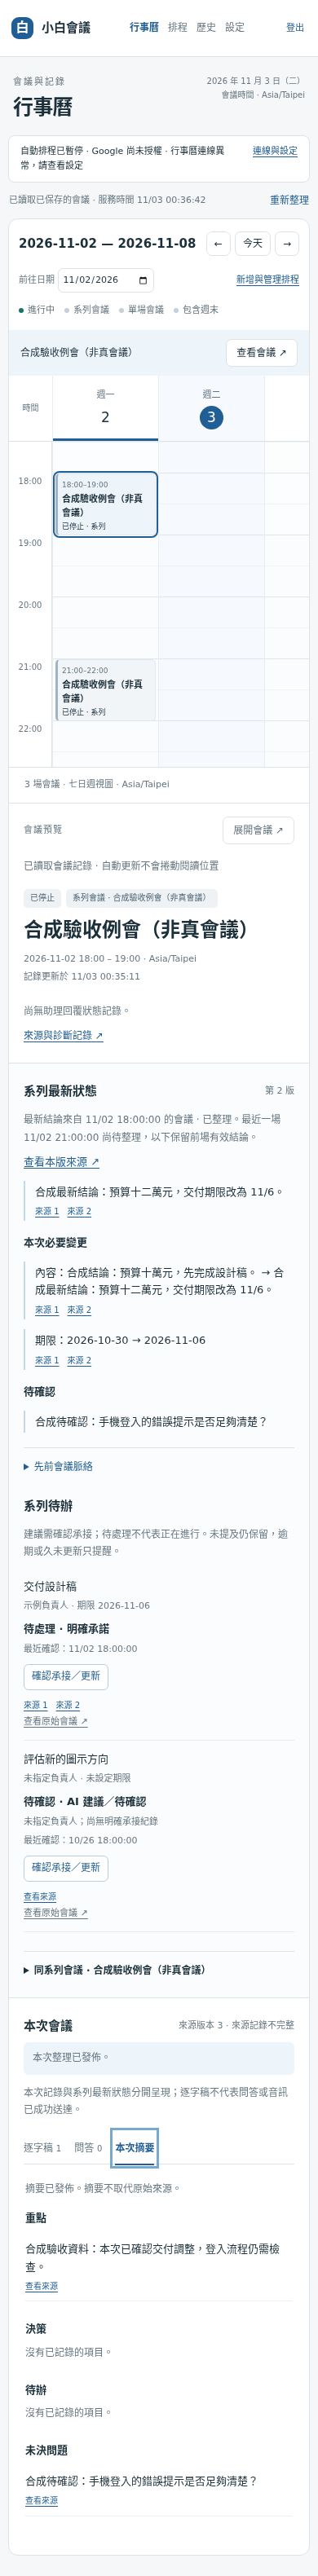 白 小白會議 行事曆 排程 歷史 設定 登出
會議與記錄
行事曆
2026 年 11 月 3 日（二）
會議時間 · Asia/Taipei
自動排程已暫停 · Google 尚未授權 · 行事曆連線異
常，請查看設定
連線與設定
已讀取已保存的會議 · 服務時間 11/03 00:36:42 重新整理
2026-11-02 — 2026-11-08 ← 今天 →
前往日期 11/02/2026 新增與管理排程
進行中 系列會議 單場會議 包含週末
合成驗收例會（非真會議） 查看會議 ↗
時間 週一 週二
2 3
18:00
18:00–19:00
合成驗收例會（非真
會議）
已停止 · 系列
19:00
20:00
21:00
21:00–22:00
合成驗收例會（非真
會議）
已停止 · 系列
22:00
3 場會議 · 七日週視圖 · Asia/Taipei
會議預覽 展開會議 ↗
已讀取會議記錄 · 自動更新不會捲動閱讀位置
已停止 系列會議 · 合成驗收例會（非真會議）
合成驗收例會（非真會議）
2026-11-02 18:00 – 19:00 · Asia/Taipei
記錄更新於 11/03 00:35:11
尚無助理回覆狀態記錄。
來源與診斷記錄 ↗
系列最新狀態 第 2 版
最新結論來自 11/02 18:00:00 的會議 · 已整理。最近一場
11/02 21:00:00 尚待整理，以下保留前場有效結論。
查看本版來源 ↗
合成最新結論：預算十二萬元，交付期限改為 11/6。
來源 1 來源 2
本次必要變更
內容：合成結論：預算十萬元，先完成設計稿。 → 合
成最新結論：預算十二萬元，交付期限改為 11/6。
來源 1 來源 2
期限：2026-10-30 → 2026-11-06
來源 1 來源 2
待確認
合成待確認：手機登入的錯誤提示是否足夠清楚？
▶ 先前會議脈絡
系列待辦
建議需確認承接；待處理不代表正在進行。未提及仍保留，逾
期或久未更新只提醒。
交付設計稿
示例負責人 · 期限 2026-11-06
待處理 · 明確承諾
最近確認：11/02 18:00:00
確認承接／更新
來源 1 來源 2
查看原始會議 ↗
評估新的圖示方向
未指定負責人 · 未設定期限
待確認 · AI 建議／待確認
未指定負責人；尚無明確承接紀錄
最近確認：10/26 18:00:00
確認承接／更新
查看來源
查看原始會議 ↗
▶ 同系列會議 · 合成驗收例會（非真會議）
本次會議 來源版本 3 · 來源記錄不完整
本次整理已發佈。
本次記錄與系列最新狀態分開呈現；逐字稿不代表問答或音訊
已成功送達。
逐字稿 1 問答 0 本次摘要
摘要已發佈。摘要不取代原始來源。
重點
合成驗收資料：本次已確認交付調整，登入流程仍需檢
查。
查看來源
決策
沒有已記錄的項目。
待辦
沒有已記錄的項目。
未決問題
合成待確認：手機登入的錯誤提示是否足夠清楚？
查看來源